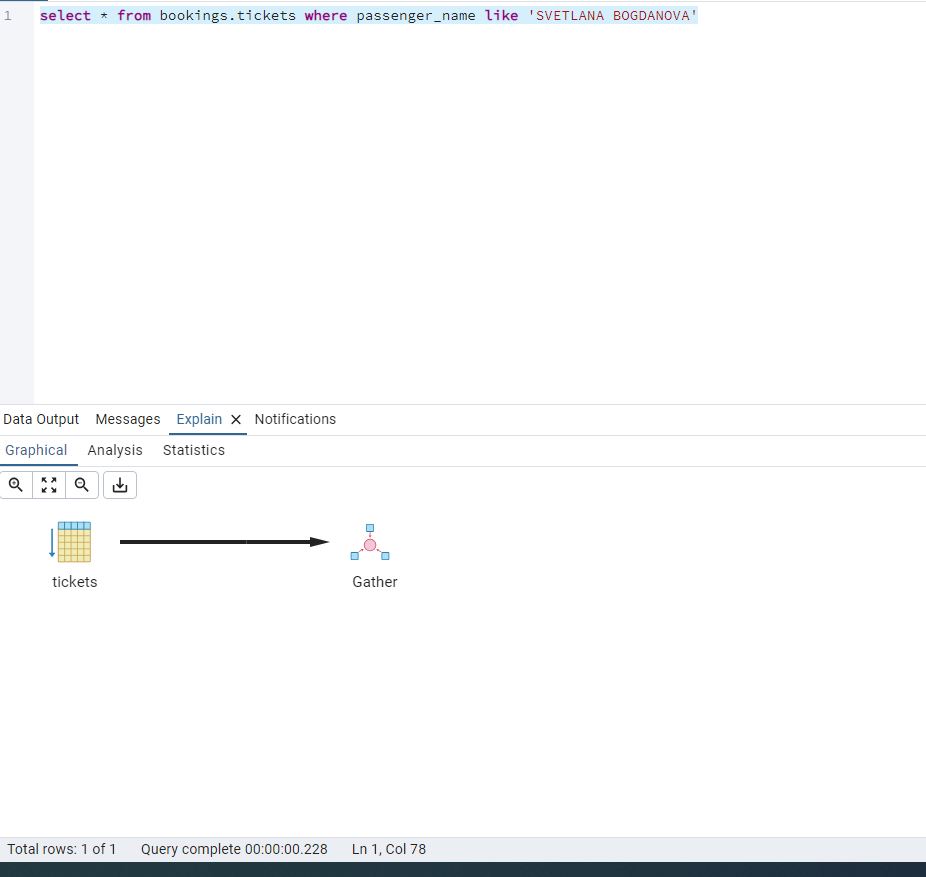 1 select * from bookings.tickets where passenger_name like 'SVETLANA BOGDANOVA'
Data Output Messages Explain Notifications
Graphical Analysis Statistics
tickets Gather
Total rows: 1 of 1 Query complete 00:00:00.228 Ln 1, Col 78